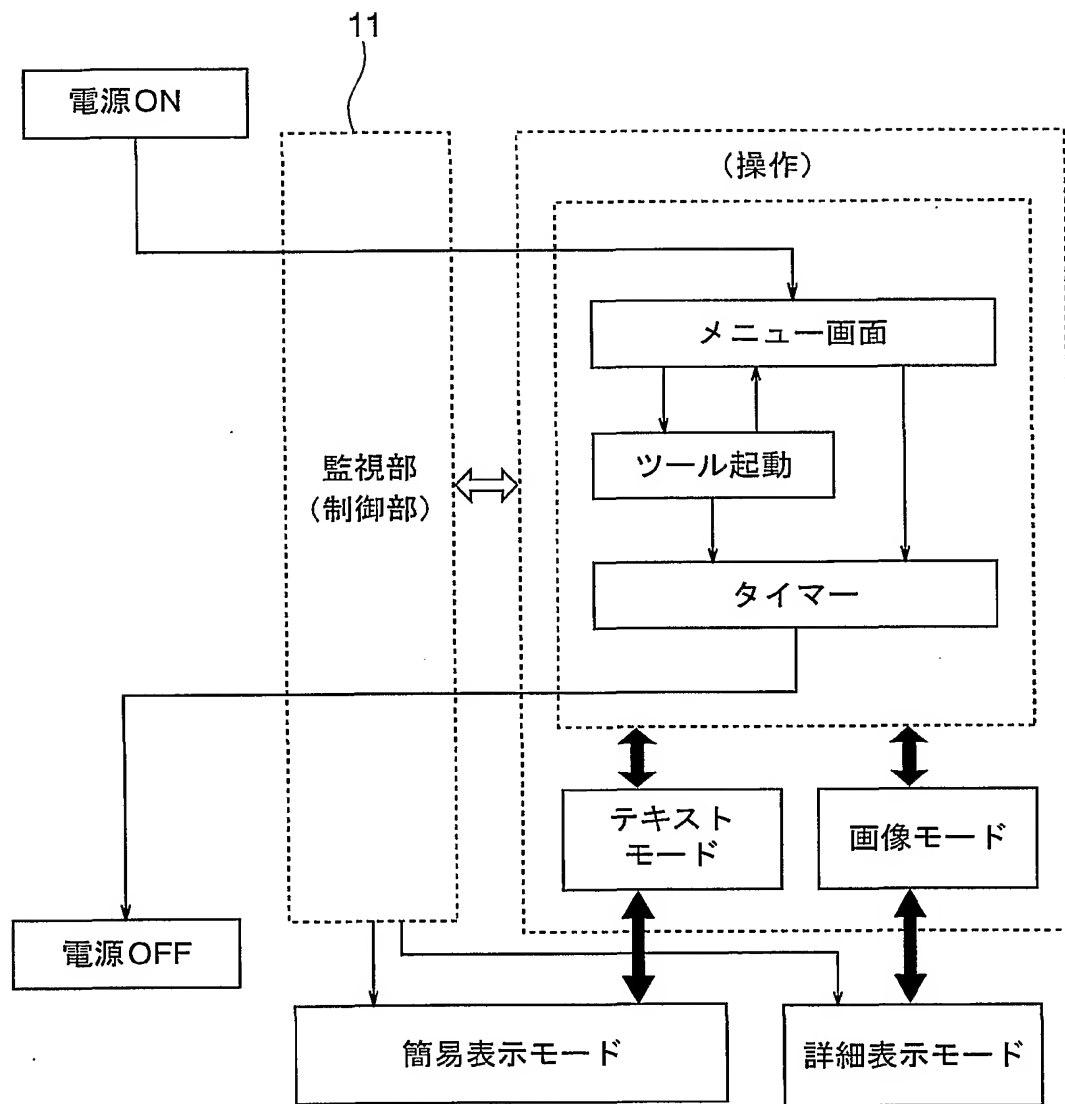 11
電源ON
(操作)
メニュー画面
ツール起動
監視部
(制御部)
タイマー
テキスト
モード
画像モード
電源OFF
簡易表示モード
詳細表示モード